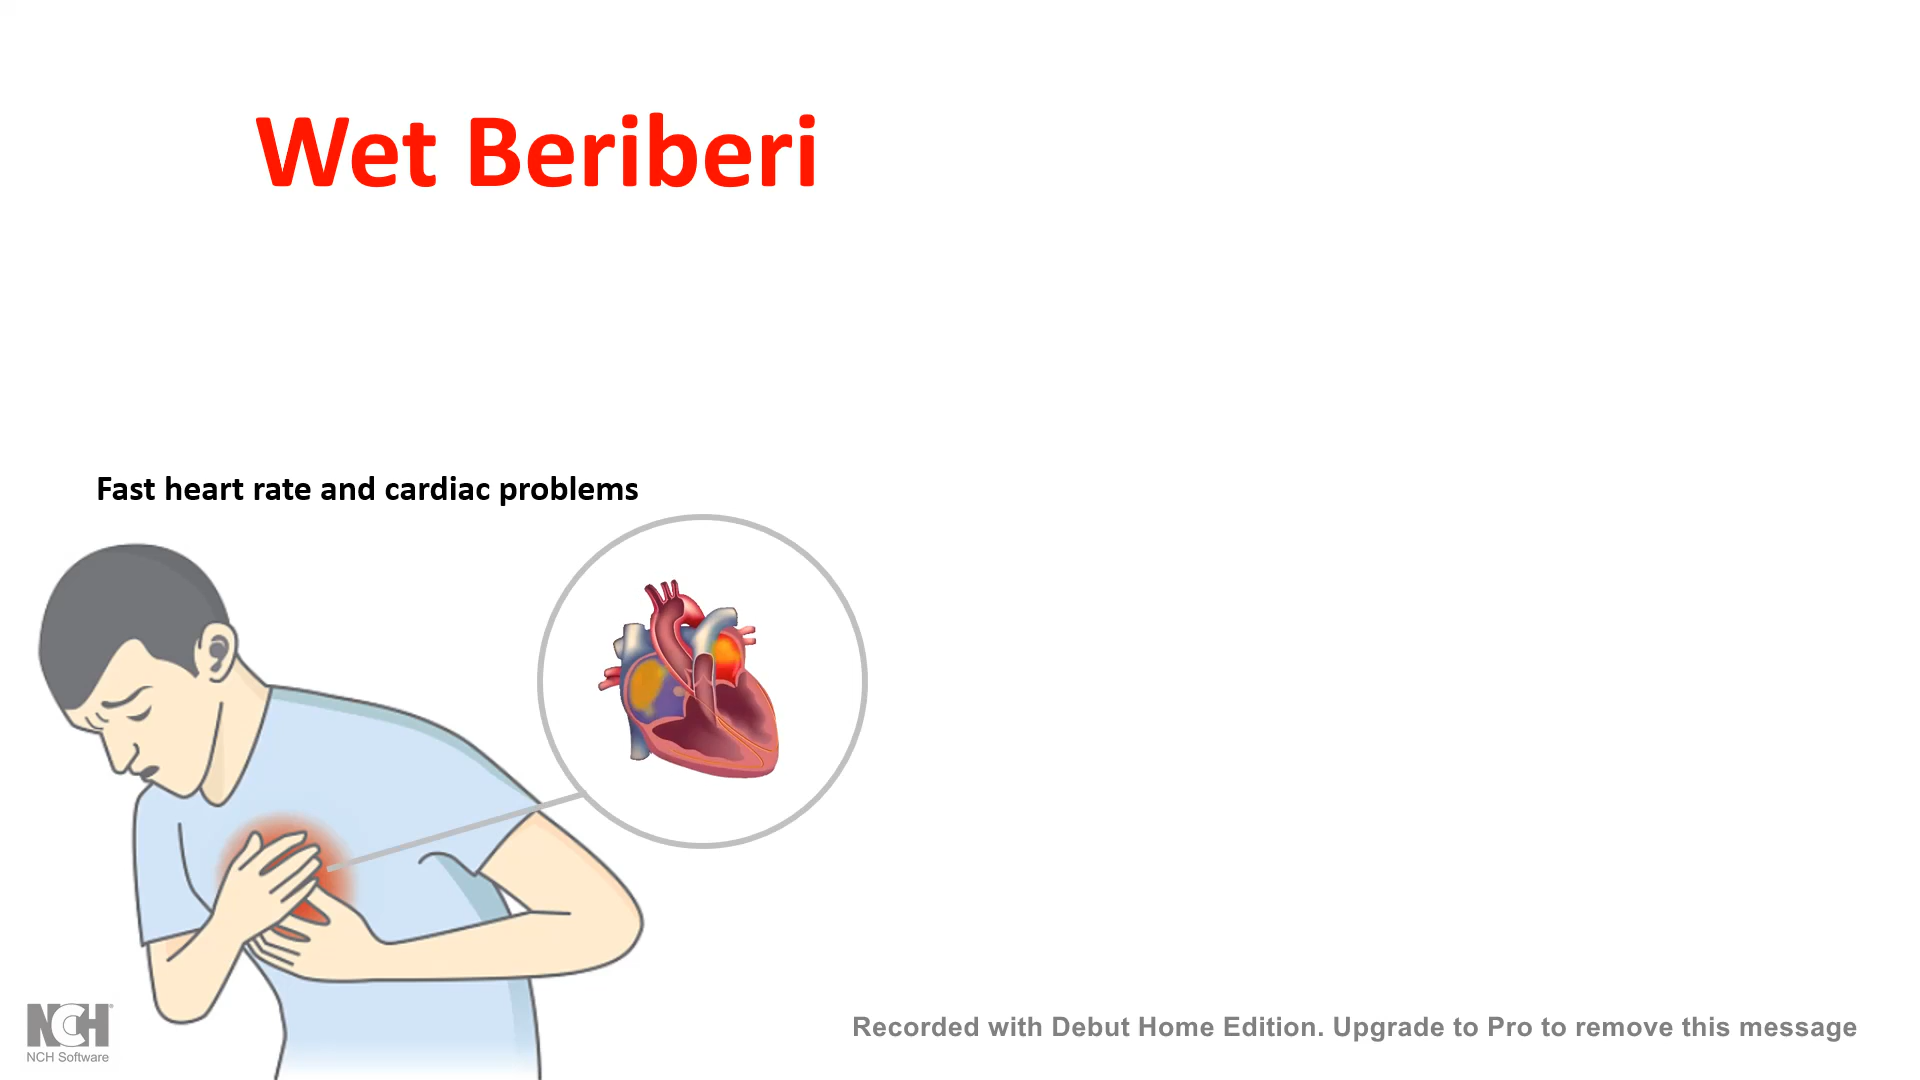 Wet Beriberi
Fast heart rate and cardiac problems
NCH
NCH Software
Recorded with Debut Home Edition. Upgrade to Pro to remove this message